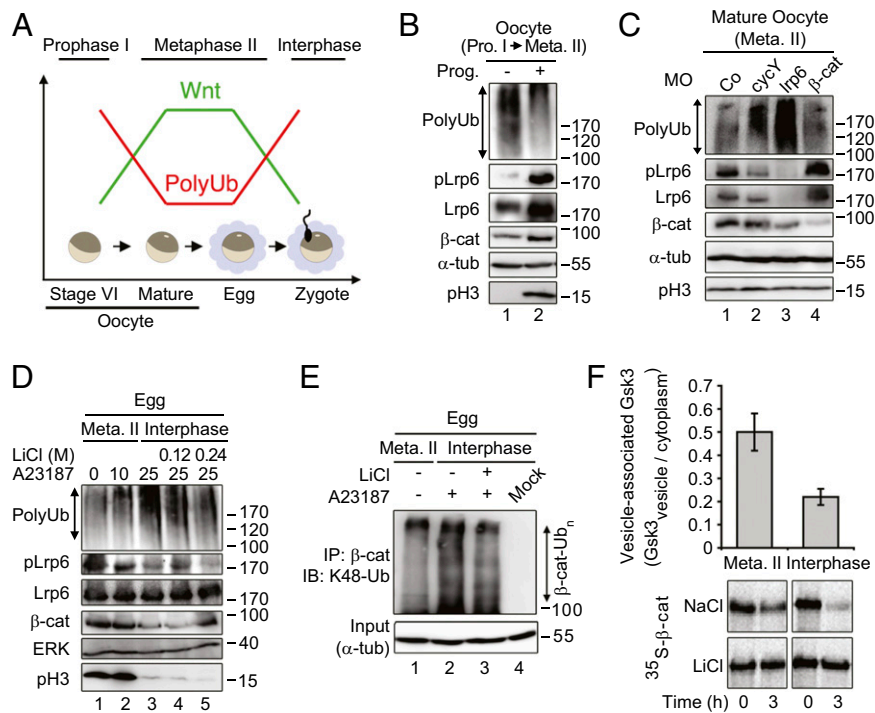 A
Prophase I
Metaphase II
Interphase
Wnt
PolyUb
Stage VI
Mature
Egg
Zygote
Oocyte
B
Oocyte
(Pro. I ➔ Meta. II)
Prog. - +
PolyUb
-170
-120
-100
pLrp6
-170
Lrp6
-170
β-cat
-100
α-tub
-55
pH3
-15
1 2
C
Mature Oocyte
(Meta. II)
MO Co cycY lrp6 β-cat
PolyUb
-170
-120
-100
pLrp6
-170
Lrp6
-170
β-cat
-100
α-tub
-55
pH3
-15
1 2 3 4
D
Egg
Meta. II Interphase
LiCl (M) 0.12 0.24
A23187 0 10 25 25 25
PolyUb
-170
-120
-100
pLrp6
-170
Lrp6
-170
β-cat
-100
ERK
-40
pH3
-15
1 2 3 4 5
E
Egg
Meta. II Interphase
LiCl - - +
A23187 - + +
Mock
IP: β-cat
IB: K48-Ub
β-cat-Ubn
-100
Input
(α-tub)
-55
1 2 3 4
F
Vesicle-associated Gsk3
(Gsk3vesicle / cytoplasm)
0.7
0.6
0.5
0.4
0.3
0.2
0.1
0
Meta. II Interphase
35S-β-cat
NaCl
LiCl
Time (h) 0 3 0 3